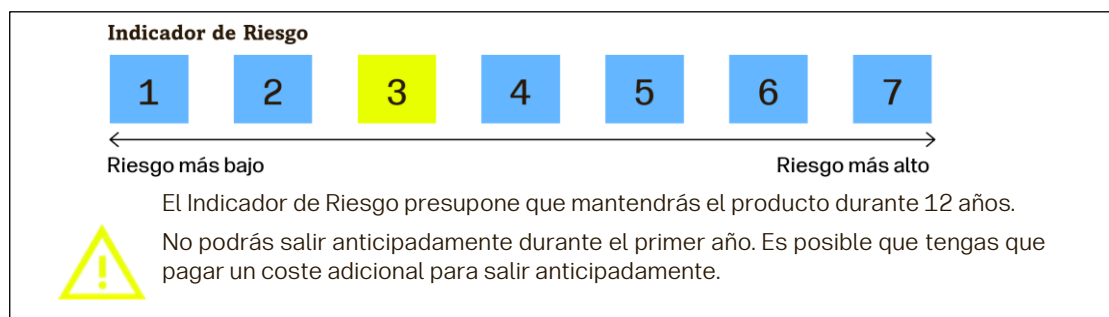 Indicador de Riesgo
1 2 3 4 5 6 7
Riesgo más bajo Riesgo más alto
El Indicador de Riesgo presupone que mantendrás el producto durante 12 años.
No podrás salir anticipadamente durante el primer año. Es posible que tengas que
pagar un coste adicional para salir anticipadamente.